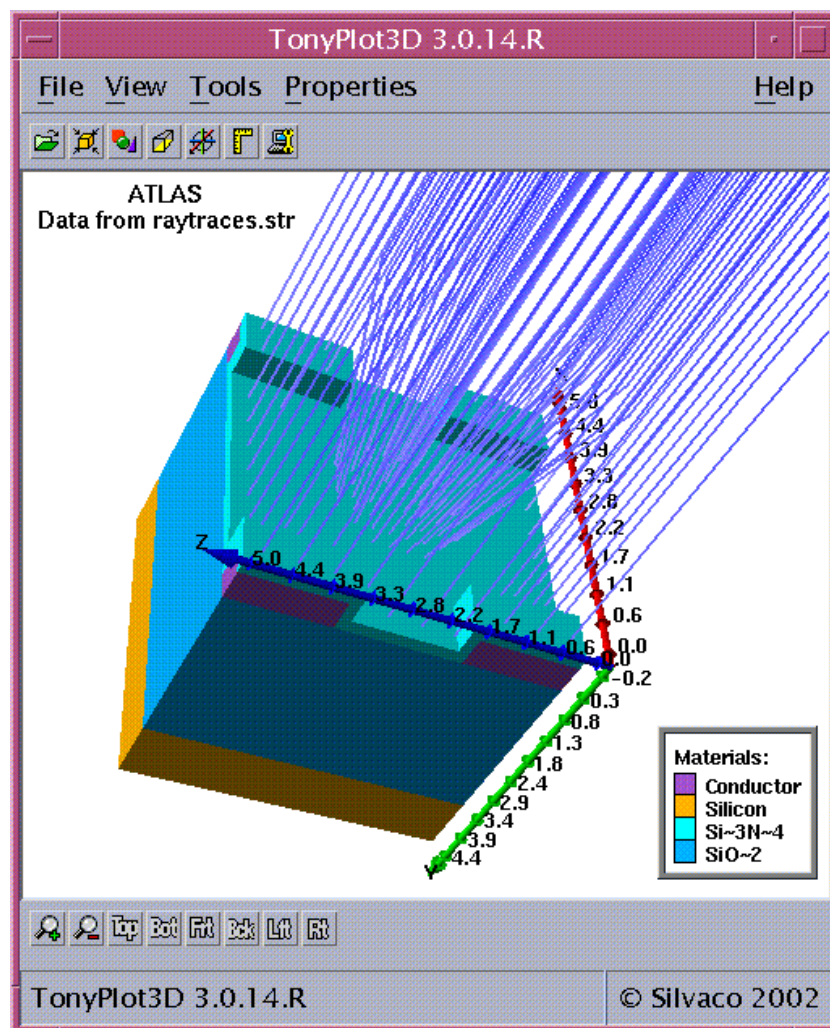 TonyPlot3D 3.0.14.R
File View Tools Properties Help
ATLAS
Data from raytraces.str
5.6
4.4
3.9
3.3
2.8
2.2
1.7
1.1
0.6
0.0
Z
5.0
4.4
3.9
3.3
2.8
2.2
1.7
1.1
0.6
0.0
-0.2
0.3
0.8
1.3
1.8
2.4
2.9
3.4
3.9
4.4
Y
Materials:
Conductor
Silicon
Si~3N~4
SiO~2
Top Bot Frt Bck Lft Rt
TonyPlot3D 3.0.14.R
© Silvaco 2002